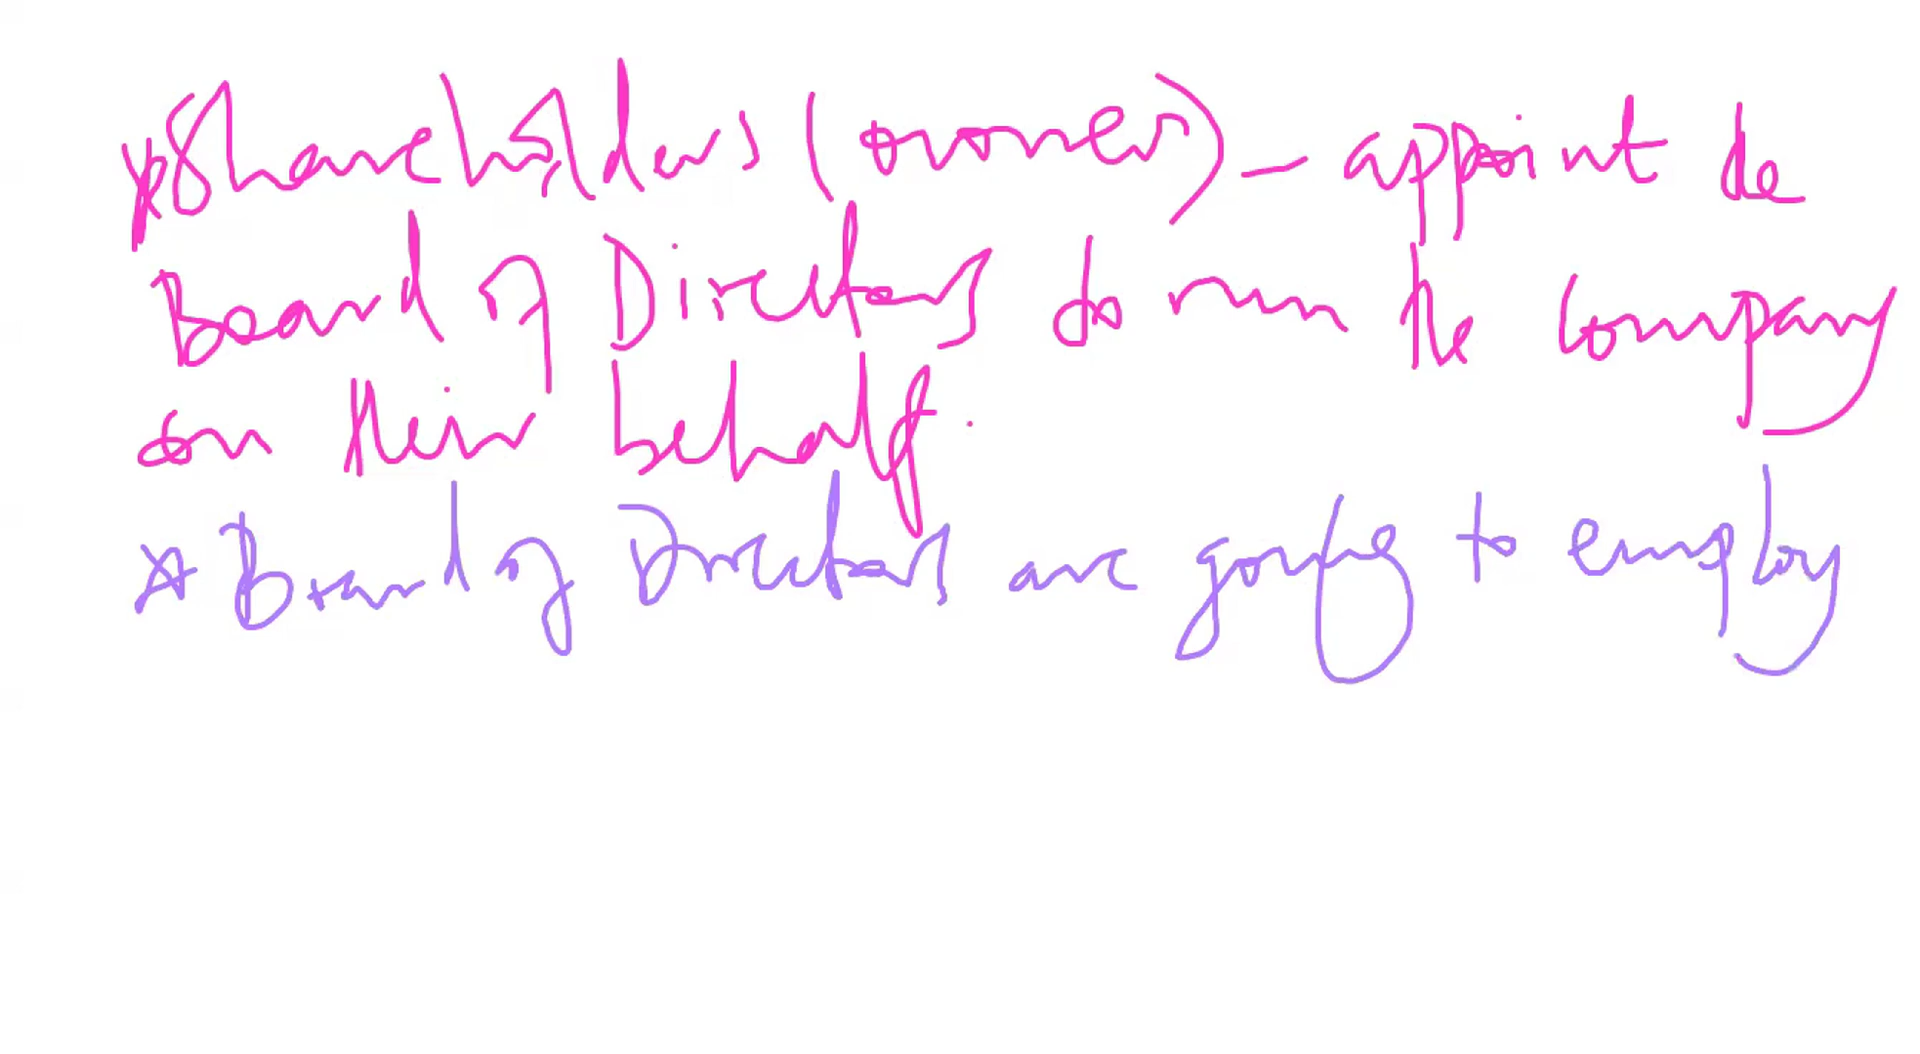 * Shareholders (owners) - appoint the
Board of Directors to run the company
on their behalf.
* Board of Directors are going to employ